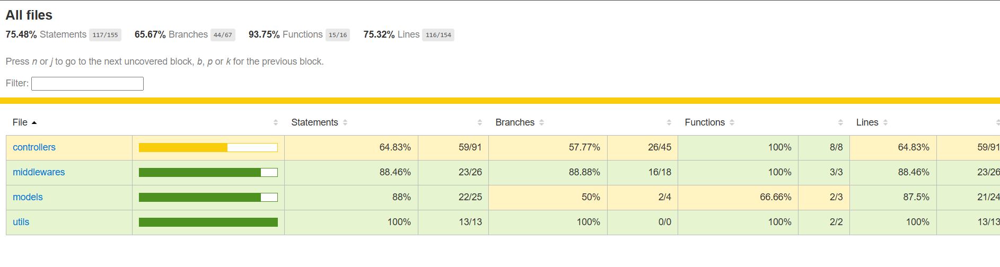 All files
75.48% Statements 117/155 65.67% Branches 44/67 93.75% Functions 15/16 75.32% Lines 116/154
Press n or j to go to the next uncovered block, b, p or k for the previous block.
Filter:
File Statements Branches Functions Lines
controllers 64.83% 59/91 57.77% 26/45 100% 8/8 64.83% 59/91
middlewares 88.46% 23/26 88.88% 16/18 100% 3/3 88.46% 23/26
models 88% 22/25 50% 2/4 66.66% 2/3 87.5% 21/24
utils 100% 13/13 100% 0/0 100% 2/2 100% 13/13